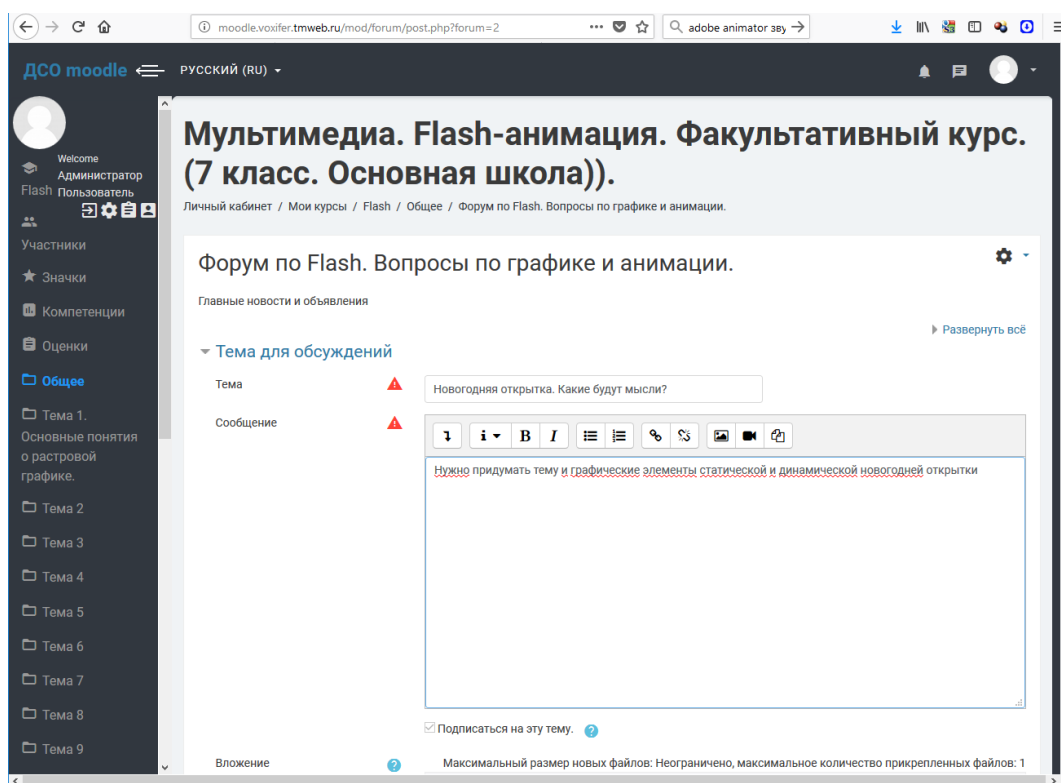 moodle.voxifer.tmweb.ru/mod/forum/post.php?forum=2
adobe animator зву
ДСО moodle
РУССКИЙ (RU)
Welcome
Администратор
Flash Пользователь
Участники
Значки
Компетенции
Оценки
Общее
Тема 1.
Основные понятия
о растровой
графике.
Тема 2
Тема 3
Тема 4
Тема 5
Тема 6
Тема 7
Тема 8
Тема 9
Мультимедиа. Flash-анимация. Факультативный курс.
(7 класс. Основная школа)).
Личный кабинет / Мои курсы / Flash / Общее / Форум по Flash. Вопросы по графике и анимации.
Форум по Flash. Вопросы по графике и анимации.
Главные новости и объявления
Развернуть всё
Тема для обсуждений
Тема
Новогодняя открытка. Какие будут мысли?
Сообщение
i B I
Нужно придумать тему и графические элементы статической и динамической новогодней открытки
Подписаться на эту тему.
Вложение
Максимальный размер новых файлов: Неограничено, максимальное количество прикрепленных файлов: 1